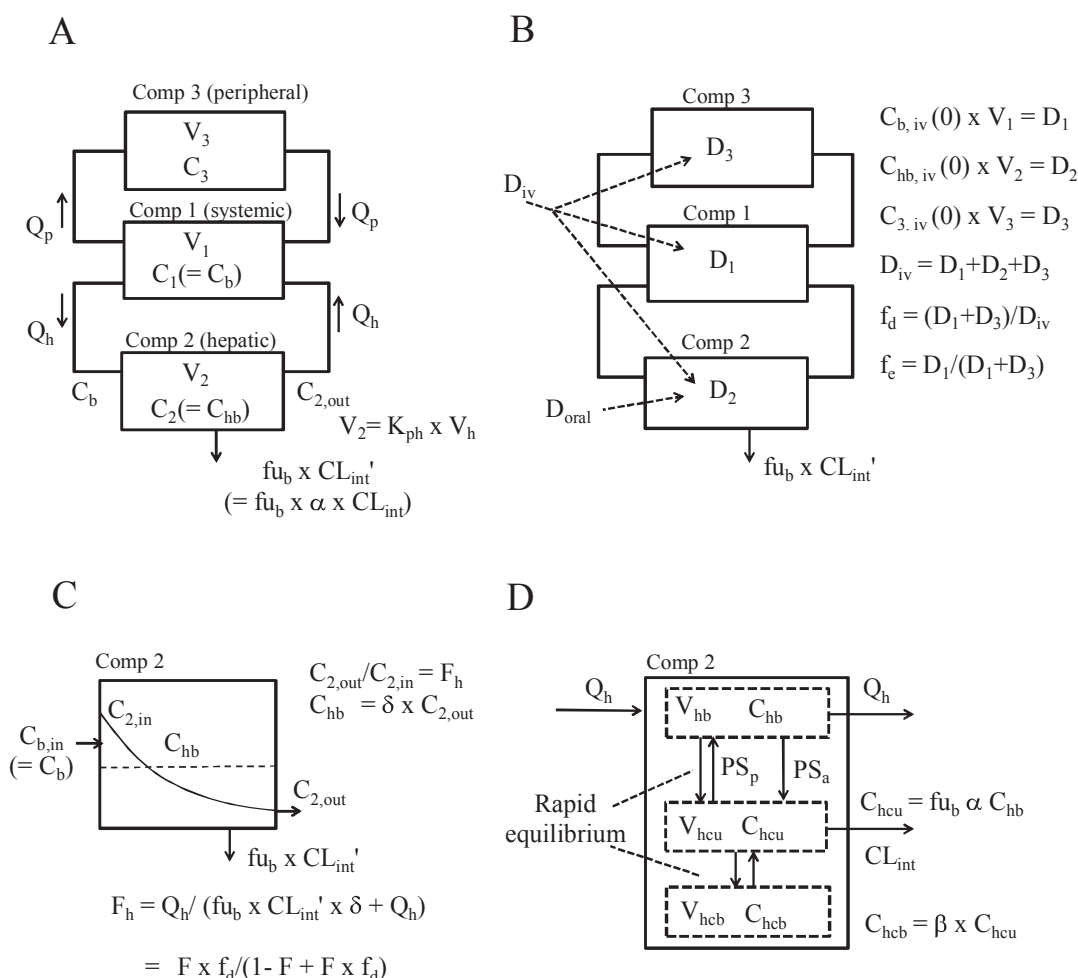 A
Comp 3 (peripheral)
V3
C3
Qp
Qp
Comp 1 (systemic)
V1
C1(= Cb)
Qh
Qh
Comp 2 (hepatic)
V2
C2(= Chb)
Cb
C2,out
V2= Kph x Vh
fub x CLint'
(= fub x α x CLint)
B
Comp 3
D3
Div
Comp 1
D1
Comp 2
D2
Doral
fub x CLint'
Cb, iv(0) x V1 = D1
Chb, iv(0) x V2 = D2
C3. iv(0) x V3 = D3
Div = D1+D2+D3
fd = (D1+D3)/Div
fe = D1/(D1+D3)
C
Comp 2
C2,in
Cb,in
(= Cb)
Chb
C2,out
fub x CLint'
C2,out/C2,in = Fh
Chb = δ x C2,out
Fh = Qh/ (fub x CLint' x δ + Qh)
= F x fd/(1- F + F x fd)
D
Comp 2
Qh
Qh
Vhb Chb
PSp
PSa
Rapid
equilibrium
Vhcu Chcu
Chcu = fub α Chb
CLint
Vhcb Chcb
Chcb = β x Chcu